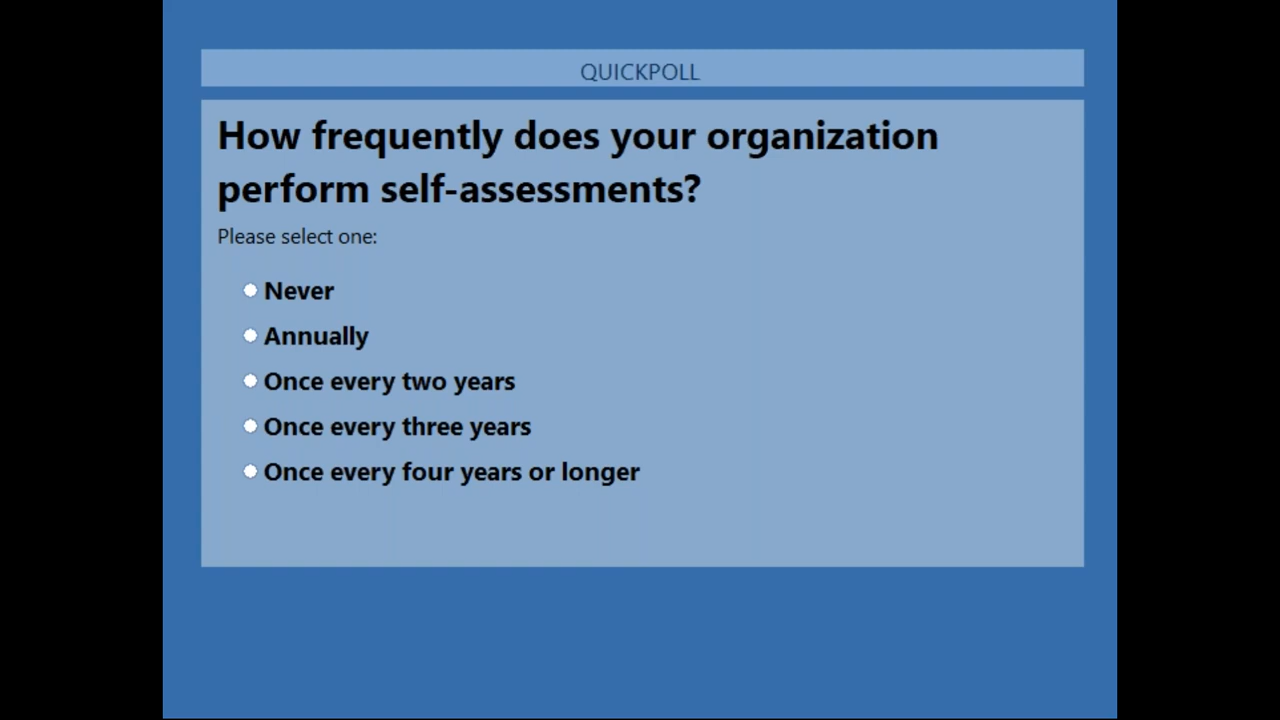 QUICKPOLL
How frequently does your organization
perform self-assessments?
Please select one:
Never
Annually
Once every two years
Once every three years
Once every four years or longer